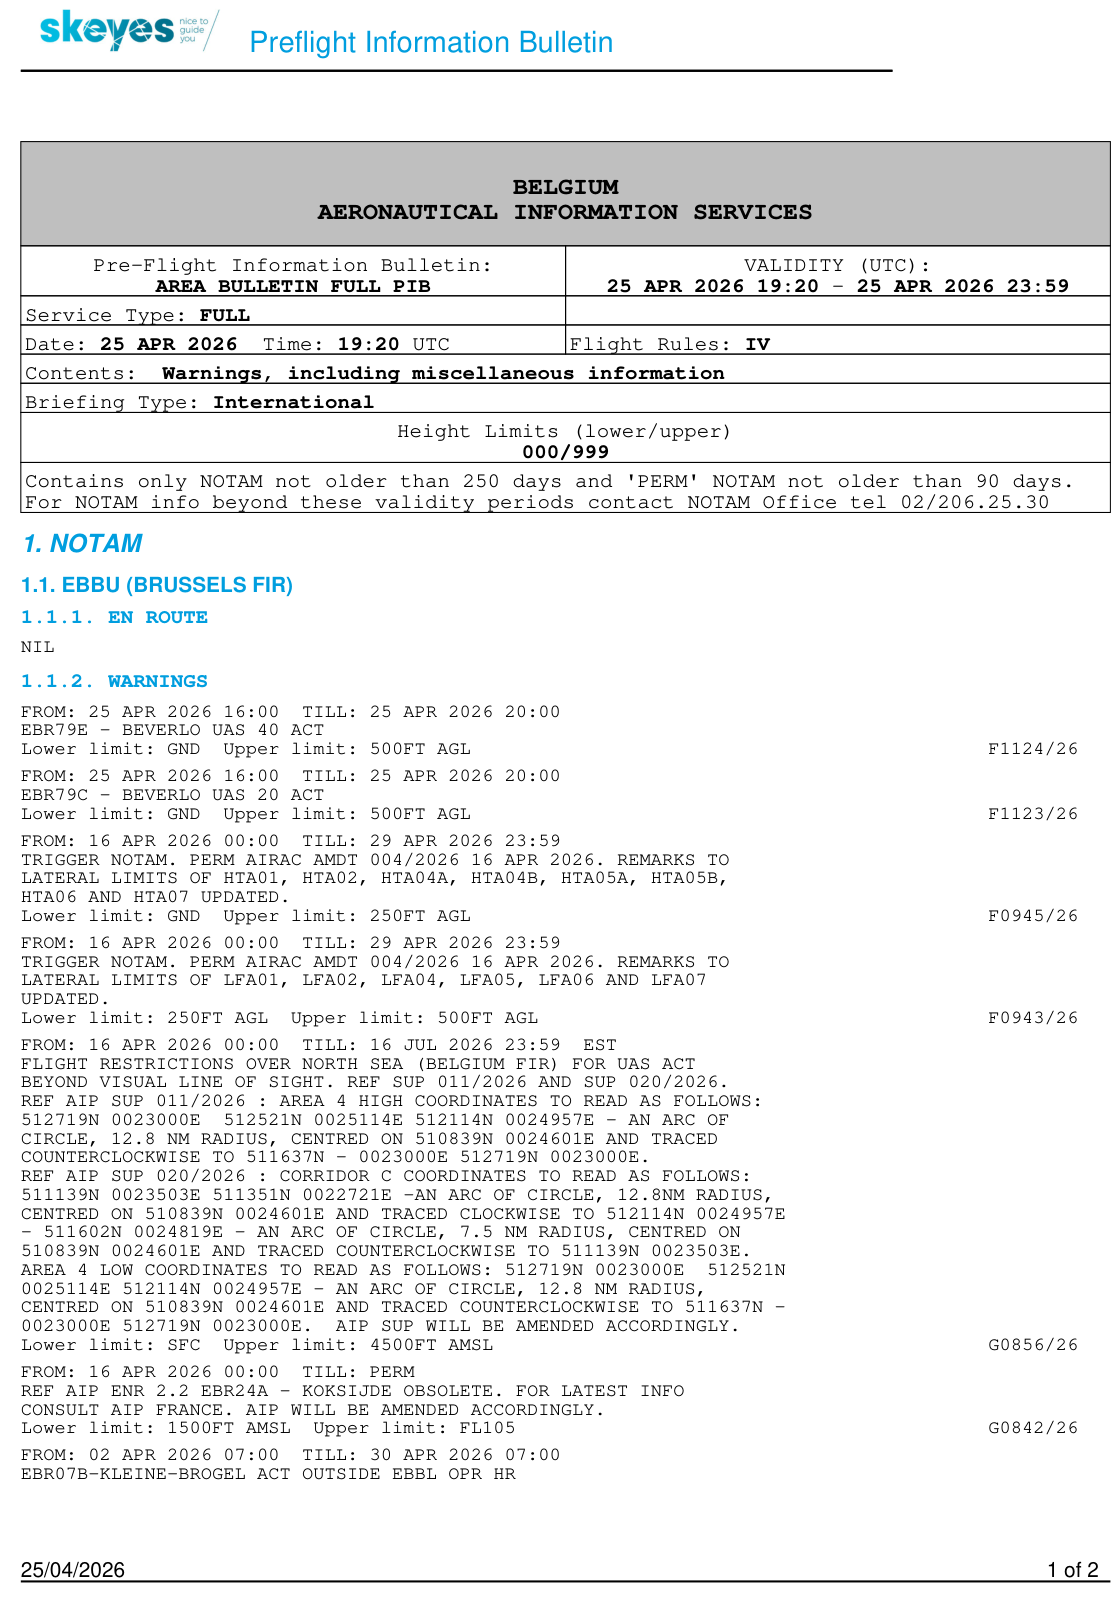 skeyes nice to guide you
Preflight Information Bulletin
BELGIUM
AERONAUTICAL INFORMATION SERVICES
Pre-Flight Information Bulletin:
AREA BULLETIN FULL PIB
VALIDITY (UTC):
25 APR 2026 19:20 - 25 APR 2026 23:59
Service Type: FULL
Date: 25 APR 2026  Time: 19:20 UTC
Flight Rules: IV
Contents:  Warnings, including miscellaneous information
Briefing Type: International
Height Limits (lower/upper)
000/999
Contains only NOTAM not older than 250 days and 'PERM' NOTAM not older than 90 days.
For NOTAM info beyond these validity periods contact NOTAM Office tel 02/206.25.30
1. NOTAM
1.1. EBBU (BRUSSELS FIR)
1.1.1. EN ROUTE
NIL
1.1.2. WARNINGS
FROM: 25 APR 2026 16:00  TILL: 25 APR 2026 20:00
EBR79E - BEVERLO UAS 40 ACT
Lower limit: GND  Upper limit: 500FT AGL F1124/26
FROM: 25 APR 2026 16:00  TILL: 25 APR 2026 20:00
EBR79C - BEVERLO UAS 20 ACT
Lower limit: GND  Upper limit: 500FT AGL F1123/26
FROM: 16 APR 2026 00:00  TILL: 29 APR 2026 23:59
TRIGGER NOTAM. PERM AIRAC AMDT 004/2026 16 APR 2026. REMARKS TO
LATERAL LIMITS OF HTA01, HTA02, HTA04A, HTA04B, HTA05A, HTA05B,
HTA06 AND HTA07 UPDATED.
Lower limit: GND  Upper limit: 250FT AGL F0945/26
FROM: 16 APR 2026 00:00  TILL: 29 APR 2026 23:59
TRIGGER NOTAM. PERM AIRAC AMDT 004/2026 16 APR 2026. REMARKS TO
LATERAL LIMITS OF LFA01, LFA02, LFA04, LFA05, LFA06 AND LFA07
UPDATED.
Lower limit: 250FT AGL  Upper limit: 500FT AGL F0943/26
FROM: 16 APR 2026 00:00  TILL: 16 JUL 2026 23:59  EST
FLIGHT RESTRICTIONS OVER NORTH SEA (BELGIUM FIR) FOR UAS ACT
BEYOND VISUAL LINE OF SIGHT. REF SUP 011/2026 AND SUP 020/2026.
REF AIP SUP 011/2026 : AREA 4 HIGH COORDINATES TO READ AS FOLLOWS:
512719N 0023000E  512521N 0025114E 512114N 0024957E - AN ARC OF
CIRCLE, 12.8 NM RADIUS, CENTRED ON 510839N 0024601E AND TRACED
COUNTERCLOCKWISE TO 511637N - 0023000E 512719N 0023000E.
REF AIP SUP 020/2026 : CORRIDOR C COORDINATES TO READ AS FOLLOWS:
511139N 0023503E 511351N 0022721E -AN ARC OF CIRCLE, 12.8NM RADIUS,
CENTRED ON 510839N 0024601E AND TRACED CLOCKWISE TO 512114N 0024957E
- 511602N 0024819E - AN ARC OF CIRCLE, 7.5 NM RADIUS, CENTRED ON
510839N 0024601E AND TRACED COUNTERCLOCKWISE TO 511139N 0023503E.
AREA 4 LOW COORDINATES TO READ AS FOLLOWS: 512719N 0023000E  512521N
0025114E 512114N 0024957E - AN ARC OF CIRCLE, 12.8 NM RADIUS,
CENTRED ON 510839N 0024601E AND TRACED COUNTERCLOCKWISE TO 511637N -
0023000E 512719N 0023000E.  AIP SUP WILL BE AMENDED ACCORDINGLY.
Lower limit: SFC  Upper limit: 4500FT AMSL G0856/26
FROM: 16 APR 2026 00:00  TILL: PERM
REF AIP ENR 2.2 EBR24A - KOKSIJDE OBSOLETE. FOR LATEST INFO
CONSULT AIP FRANCE. AIP WILL BE AMENDED ACCORDINGLY.
Lower limit: 1500FT AMSL  Upper limit: FL105 G0842/26
FROM: 02 APR 2026 07:00  TILL: 30 APR 2026 07:00
EBR07B-KLEINE-BROGEL ACT OUTSIDE EBBL OPR HR
25/04/2026 1 of 2